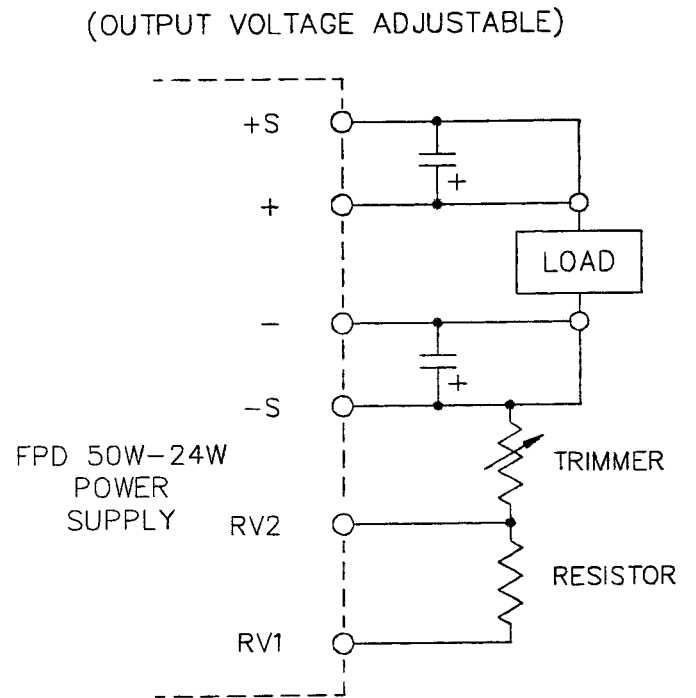 (OUTPUT VOLTAGE ADJUSTABLE)
+S
+
+
LOAD
-
+
-S
FPD 50W-24W
POWER
SUPPLY
TRIMMER
RV2
RESISTOR
RV1